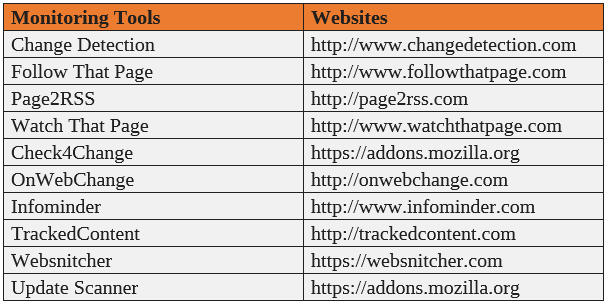 Monitoring Tools Websites
Change Detection http://www.changedetection.com
Follow That Page http://www.followthatpage.com
Page2RSS http://page2rss.com
Watch That Page http://www.watchthatpage.com
Check4Change https://addons.mozilla.org
OnWebChange http://onwebchange.com
Infominder http://www.infominder.com
TrackedContent http://trackedcontent.com
Websnitcher https://websnitcher.com
Update Scanner https://addons.mozilla.org